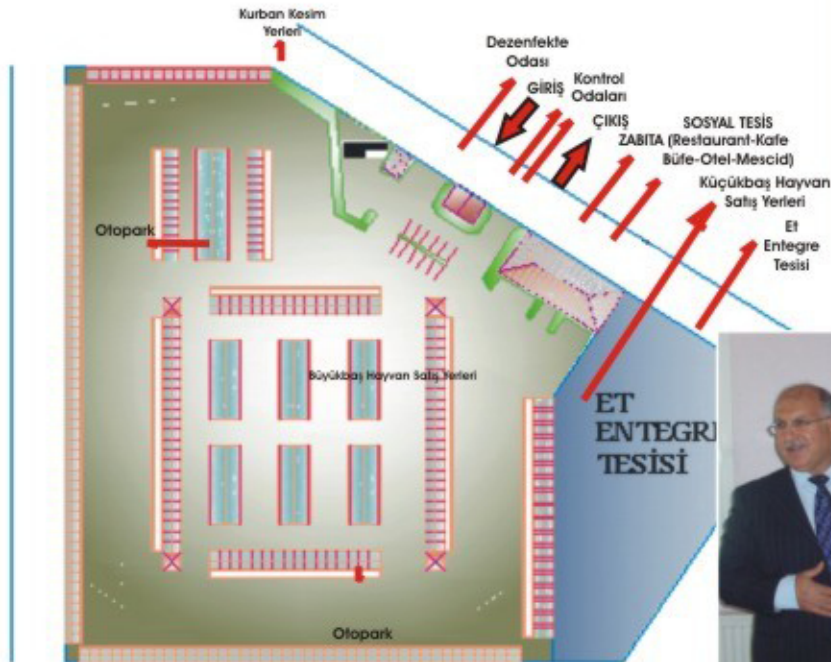 Kurban Kesim
Yerleri
Dezenfekte
Odası
GİRİŞ
Kontrol
Odaları
ÇIKIŞ
ZABITA
SOSYAL TESİS
(Restaurant-Kafe
Büfe-Otel-Mescid)
Küçükbaş Hayvan
Satış Yerleri
Et
Entegre
Tesisi
Otopark
Büyükbaş Hayvan Satış Yerleri
ET
ENTEGRE
TESİSİ
Otopark